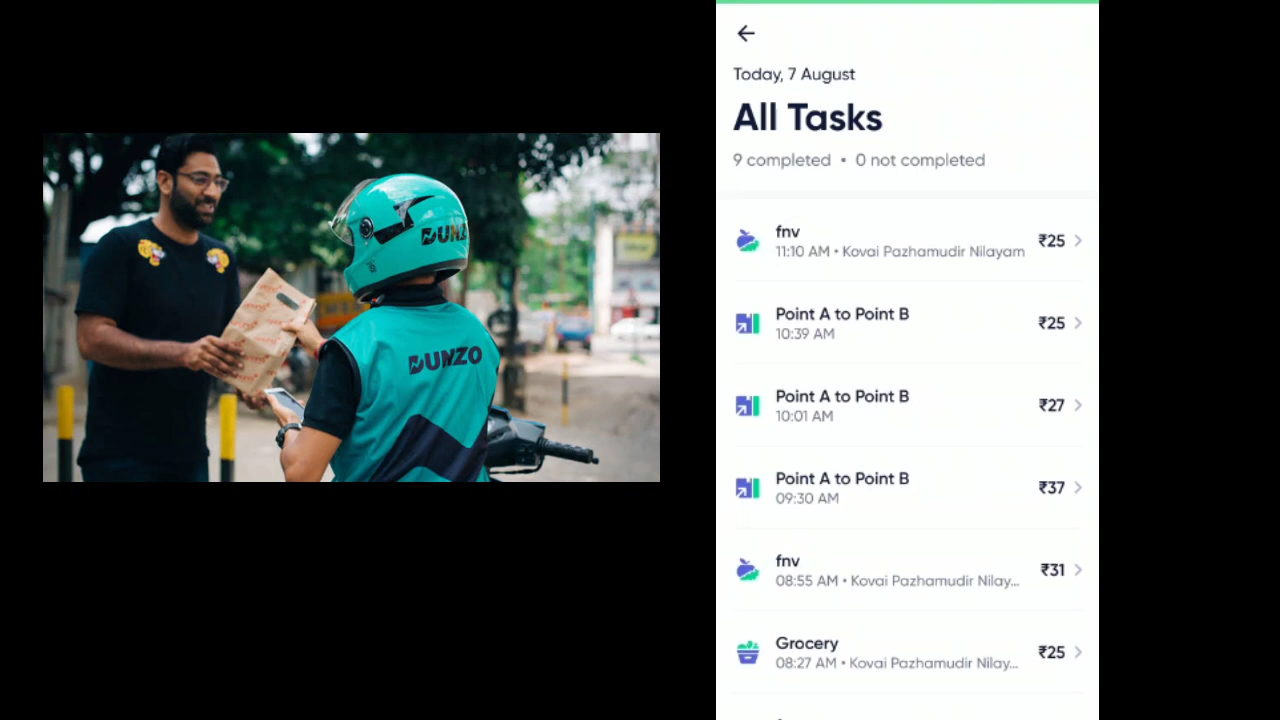 DUNZ
DUNZO
Today, 7 August
All Tasks
9 completed • 0 not completed
fnv
11:10 AM • Kovai Pazhamudir Nilayam
₹25
Point A to Point B
10:39 AM
₹25
Point A to Point B
10:01 AM
₹27
Point A to Point B
09:30 AM
₹37
fnv
08:55 AM • Kovai Pazhamudir Nilay...
₹31
Grocery
08:27 AM • Kovai Pazhamudir Nilay...
₹25